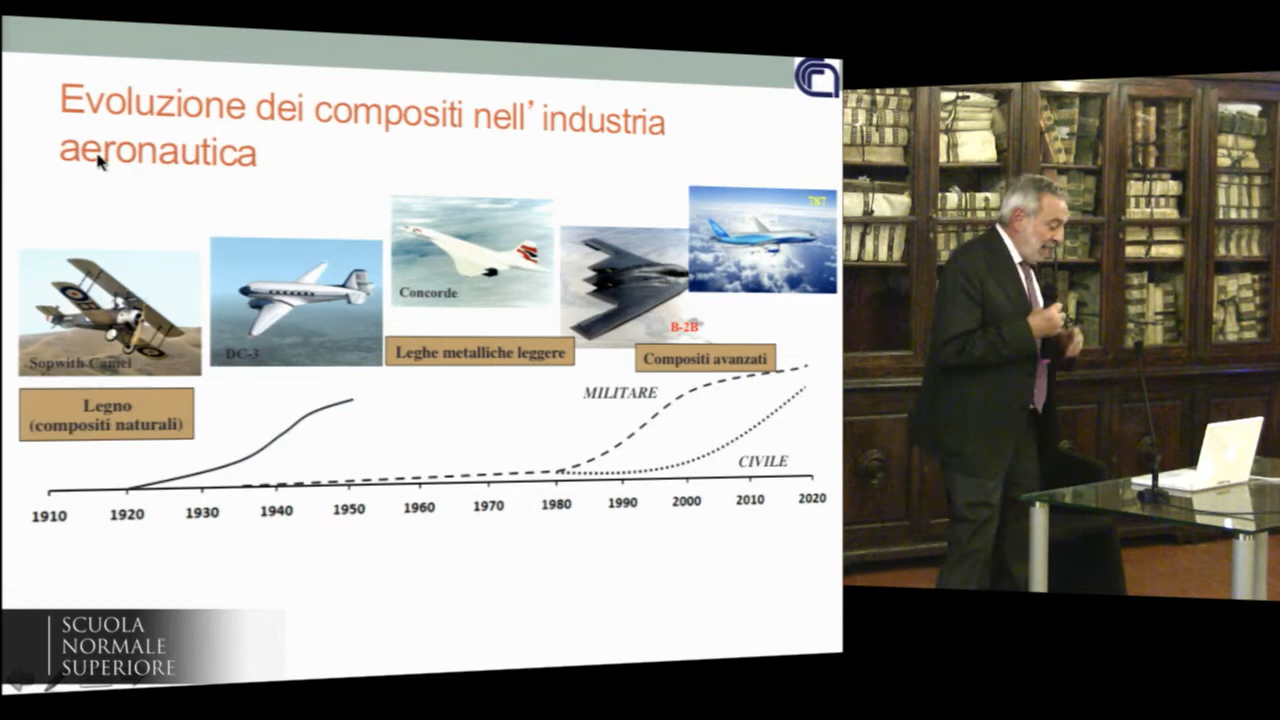 Evoluzione dei compositi nell’ industria
aeronautica
787
Concorde
B-2B
Sopwith Camel
DC-3
Leghe metalliche leggere
Compositi avanzati
Legno
(compositi naturali)
MILITARE
CIVILE
1910 1920 1930 1940 1950 1960 1970 1980 1990 2000 2010 2020
SCUOLA
NORMALE
SUPERIORE